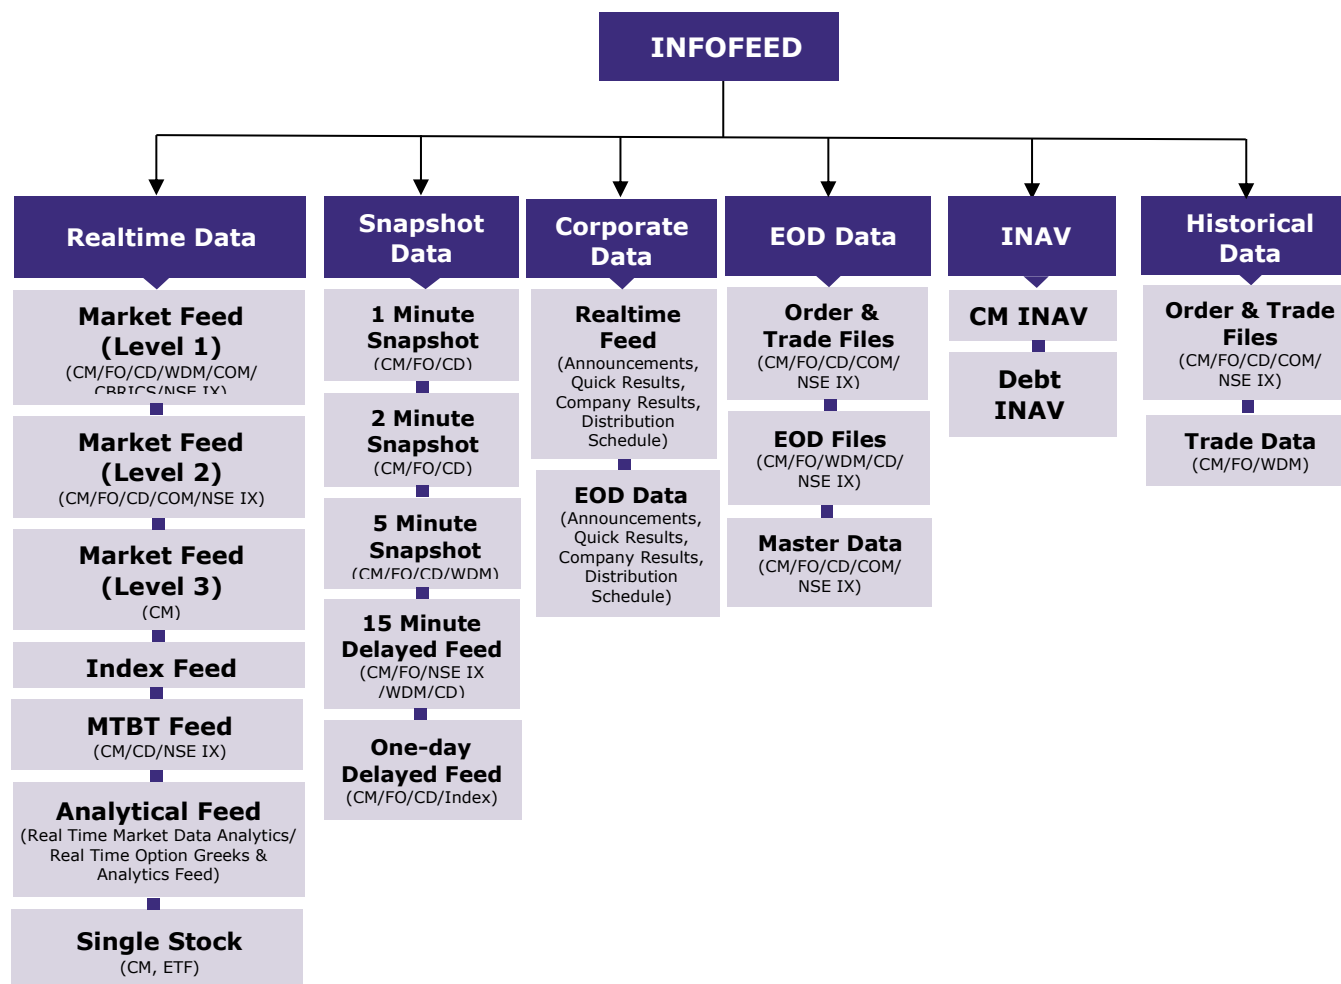 INFOFEED
Realtime Data
Market Feed
(Level 1)
(CM/FO/CD/WDM/COM/
CBRICS/NSE IX)
Market Feed
(Level 2)
(CM/FO/CD/COM/NSE IX)
Market Feed
(Level 3)
(CM)
Index Feed
MTBT Feed
(CM/CD/NSE IX)
Analytical Feed
(Real Time Market Data Analytics/
Real Time Option Greeks &
Analytics Feed)
Single Stock
(CM, ETF)
Snapshot
Data
1 Minute
Snapshot
(CM/FO/CD)
2 Minute
Snapshot
(CM/FO/CD)
5 Minute
Snapshot
(CM/FO/CD/WDM)
15 Minute
Delayed Feed
(CM/FO/NSE IX
/WDM/CD)
One-day
Delayed Feed
(CM/FO/CD/Index)
Corporate
Data
Realtime
Feed
(Announcements,
Quick Results,
Company Results,
Distribution
Schedule)
EOD Data
(Announcements,
Quick Results,
Company Results,
Distribution
Schedule)
EOD Data
Order &
Trade Files
(CM/FO/CD/COM/
NSE IX)
EOD Files
(CM/FO/WDM/CD/
NSE IX)
Master Data
(CM/FO/CD/COM/
NSE IX)
INAV
CM INAV
Debt
INAV
Historical
Data
Order & Trade
Files
(CM/FO/CD/COM/
NSE IX)
Trade Data
(CM/FO/WDM)